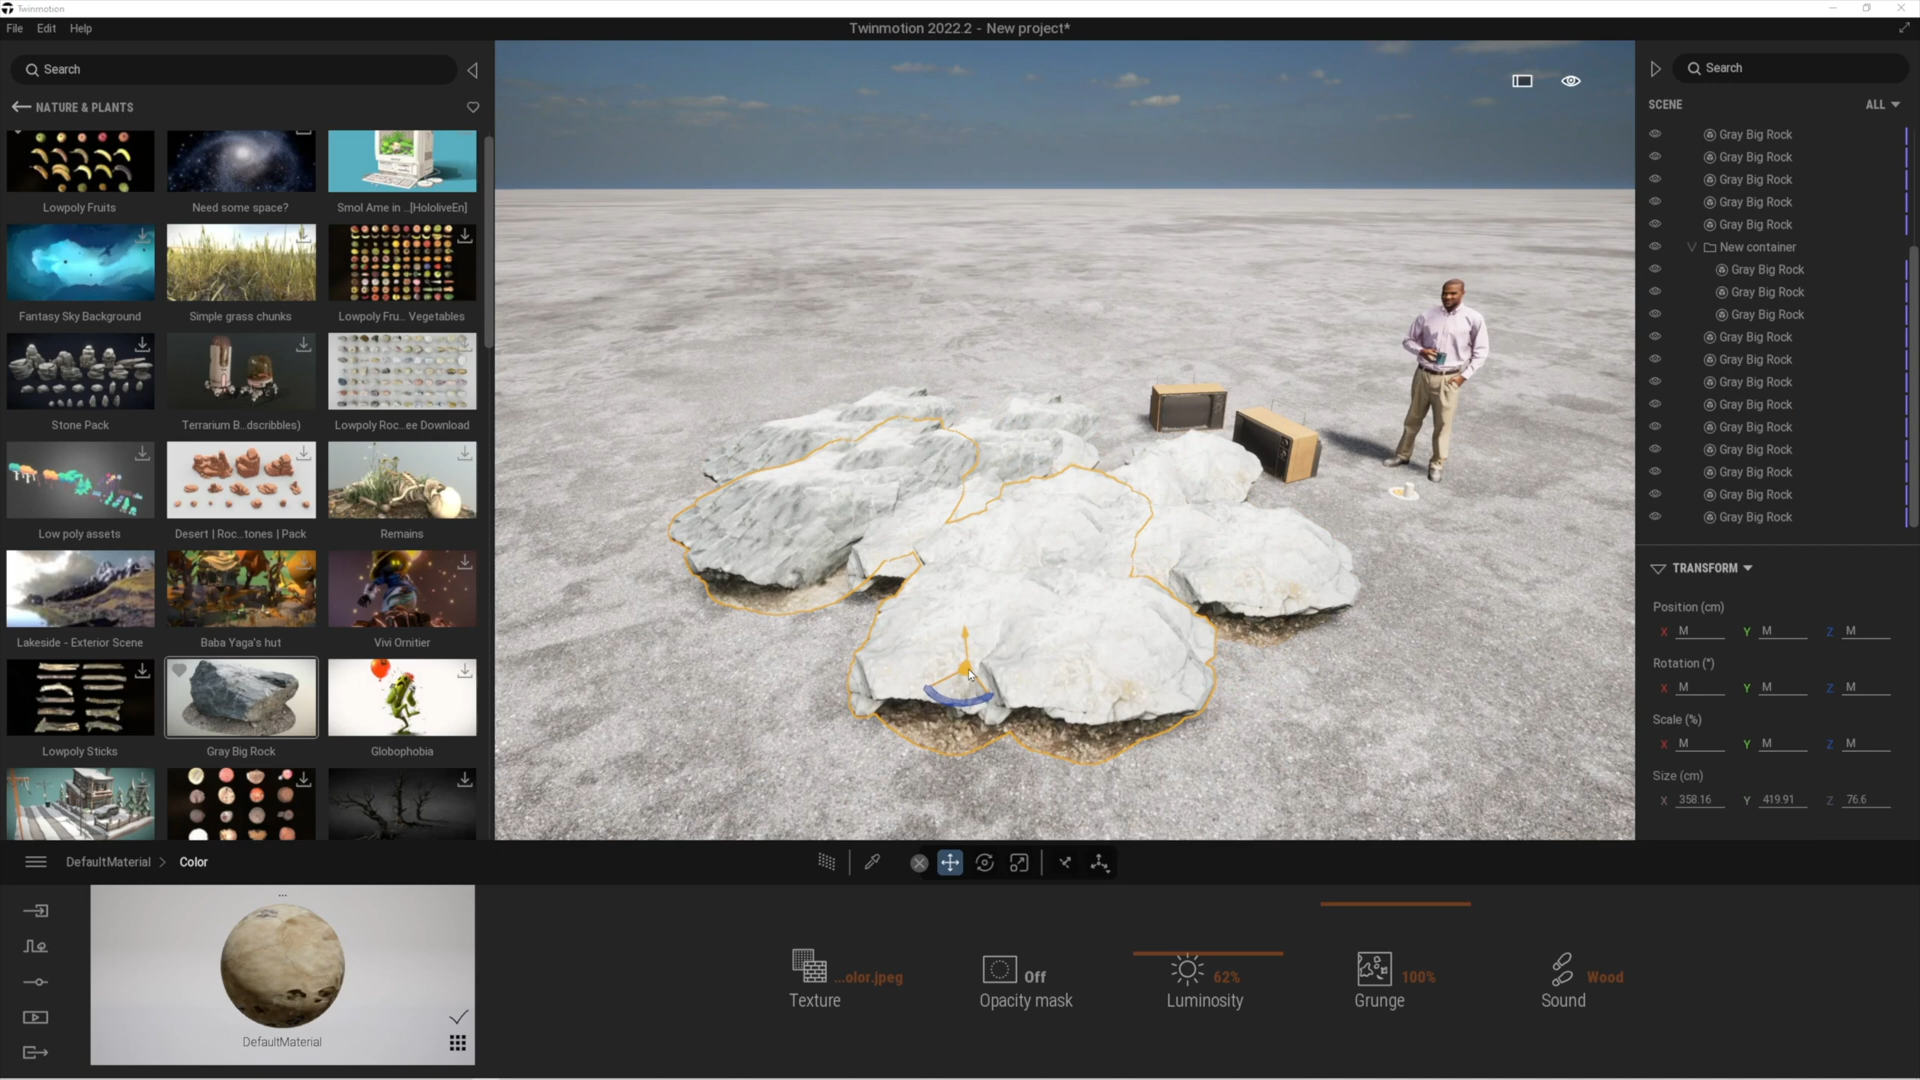 Twinmotion
File Edit Help
Twinmotion 2022.2 - New project*
Search
NATURE & PLANTS
Lowpoly Fruits
Need some space?
Smol Ame in ...[HololiveEn]
Fantasy Sky Background
Simple grass chunks
Lowpoly Fru... Vegetables
Stone Pack
Terrarium B...dscribbles)
Lowpoly Roc...ee Download
Low poly assets
Desert | Roc...tones | Pack
Remains
Lakeside - Exterior Scene
Baba Yaga's hut
Vivi Ornitier
Lowpoly Sticks
Gray Big Rock
Globophobia
Search
SCENE ALL
Gray Big Rock
Gray Big Rock
Gray Big Rock
Gray Big Rock
Gray Big Rock
New container
Gray Big Rock
Gray Big Rock
Gray Big Rock
Gray Big Rock
Gray Big Rock
Gray Big Rock
Gray Big Rock
Gray Big Rock
Gray Big Rock
Gray Big Rock
Gray Big Rock
Gray Big Rock
TRANSFORM
Position (cm)
X M Y M Z M
Rotation (°)
X M Y M Z M
Scale (%)
X M Y M Z M
Size (cm)
X 358.16 Y 419.91 Z 76.6
DefaultMaterial > Color
...
DefaultMaterial
...olor.jpeg
Texture
Off
Opacity mask
62%
Luminosity
100%
Grunge
Wood
Sound